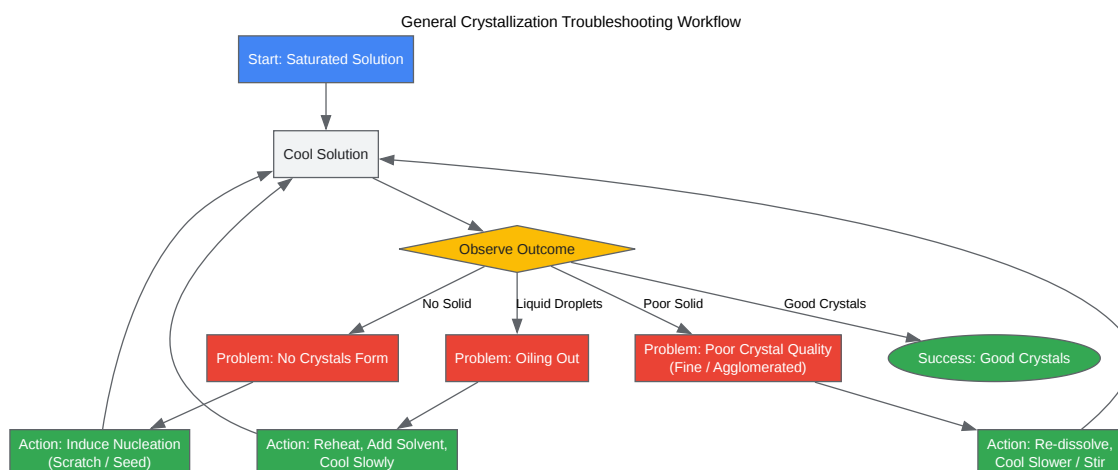 General Crystallization Troubleshooting Workflow
Start: Saturated Solution
Cool Solution
Observe Outcome
No Solid
Liquid Droplets
Poor Solid
Good Crystals
Problem: No Crystals Form
Problem: Oiling Out
Problem: Poor Crystal Quality
(Fine / Agglomerated)
Success: Good Crystals
Action: Induce Nucleation
(Scratch / Seed)
Action: Reheat, Add Solvent,
Cool Slowly
Action: Re-dissolve,
Cool Slower / Stir